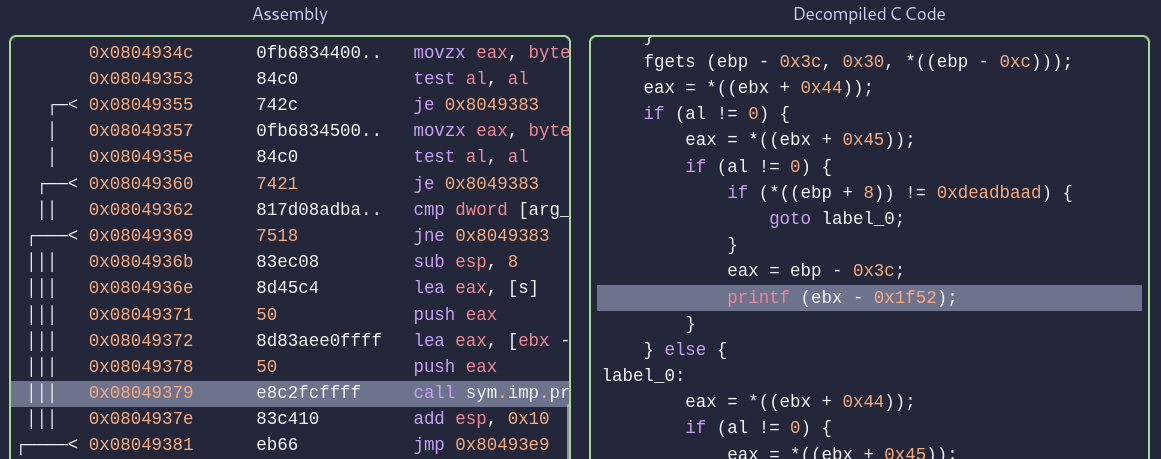 Assembly
0x0804934c 0fb6834400.. movzx eax, byte
0x08049353 84c0 test al, al
0x08049355 742c je 0x8049383
0x08049357 0fb6834500.. movzx eax, byte
0x0804935e 84c0 test al, al
0x08049360 7421 je 0x8049383
0x08049362 817d08adba.. cmp dword [arg_
0x08049369 7518 jne 0x8049383
0x0804936b 83ec08 sub esp, 8
0x0804936e 8d45c4 lea eax, [s]
0x08049371 50 push eax
0x08049372 8d83aee0ffff lea eax, [ebx -
0x08049378 50 push eax
0x08049379 e8c2fcffff call sym.imp.pr
0x0804937e 83c410 add esp, 0x10
0x08049381 eb66 jmp 0x80493e9
Decompiled C Code
}
fgets (ebp - 0x3c, 0x30, *((ebp - 0xc)));
eax = *((ebx + 0x44));
if (al != 0) {
eax = *((ebx + 0x45));
if (al != 0) {
if (*((ebp + 8)) != 0xdeadbaad) {
goto label_0;
}
eax = ebp - 0x3c;
printf (ebx - 0x1f52);
}
} else {
label_0:
eax = *((ebx + 0x44));
if (al != 0) {
eax = *((ebx + 0x45));